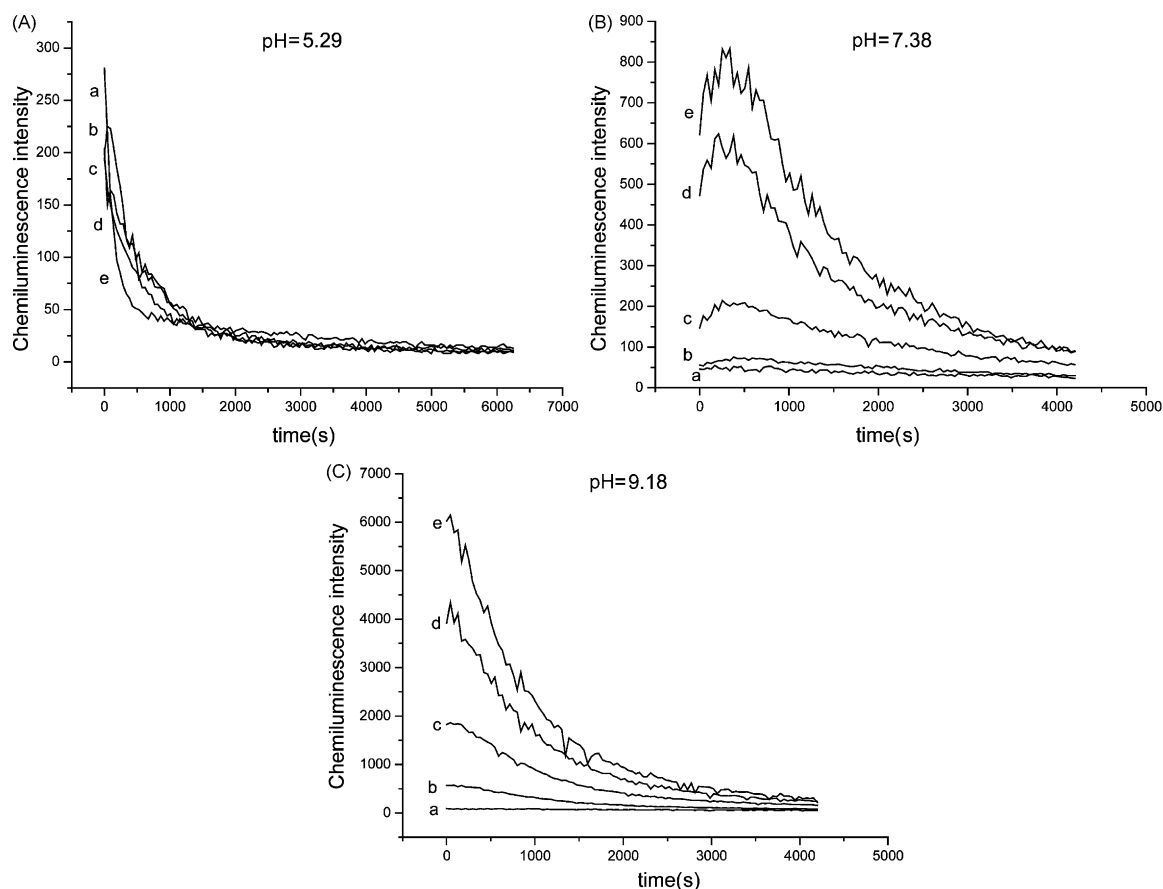 (A)
pH=5.29
Chemiluminescence intensity
300
250
200
150
100
50
0
a
b
c
d
e
0 1000 2000 3000 4000 5000 6000 7000
time(s)
(B)
pH=7.38
Chemiluminescence intensity
900
800
700
600
500
400
300
200
100
0
e
d
c
b
a
0 1000 2000 3000 4000 5000
time(s)
(C)
pH=9.18
Chemiluminescence intensity
7000
6000
5000
4000
3000
2000
1000
0
e
d
c
b
a
0 1000 2000 3000 4000 5000
time(s)